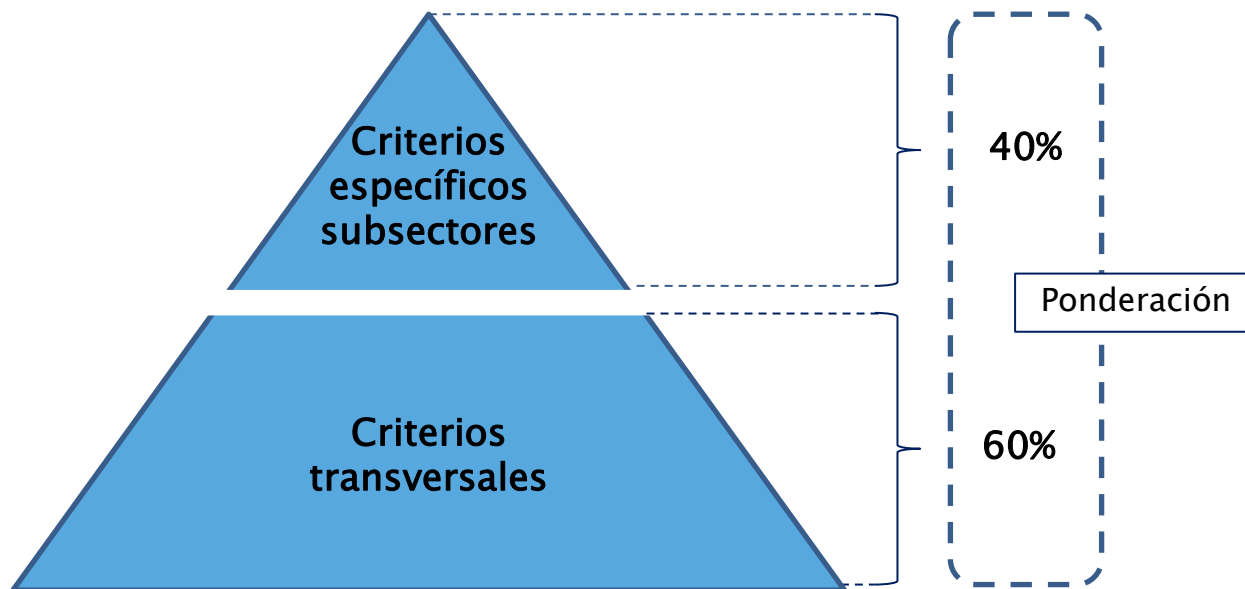 Criterios
específicos
subsectores
40%
Ponderación
Criterios
transversales
60%